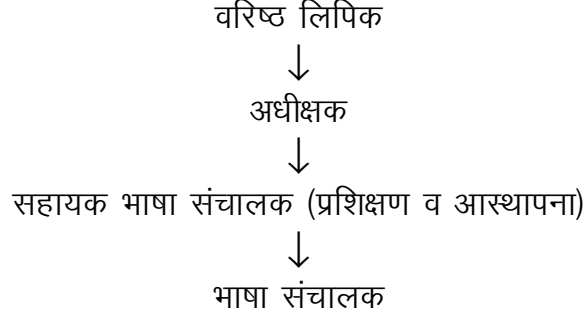 वरिष्ठ लिपिक
↓
अधीक्षक
↓
सहायक भाषा संचालक (प्रशिक्षण व आस्थापना)
↓
भाषा संचालक